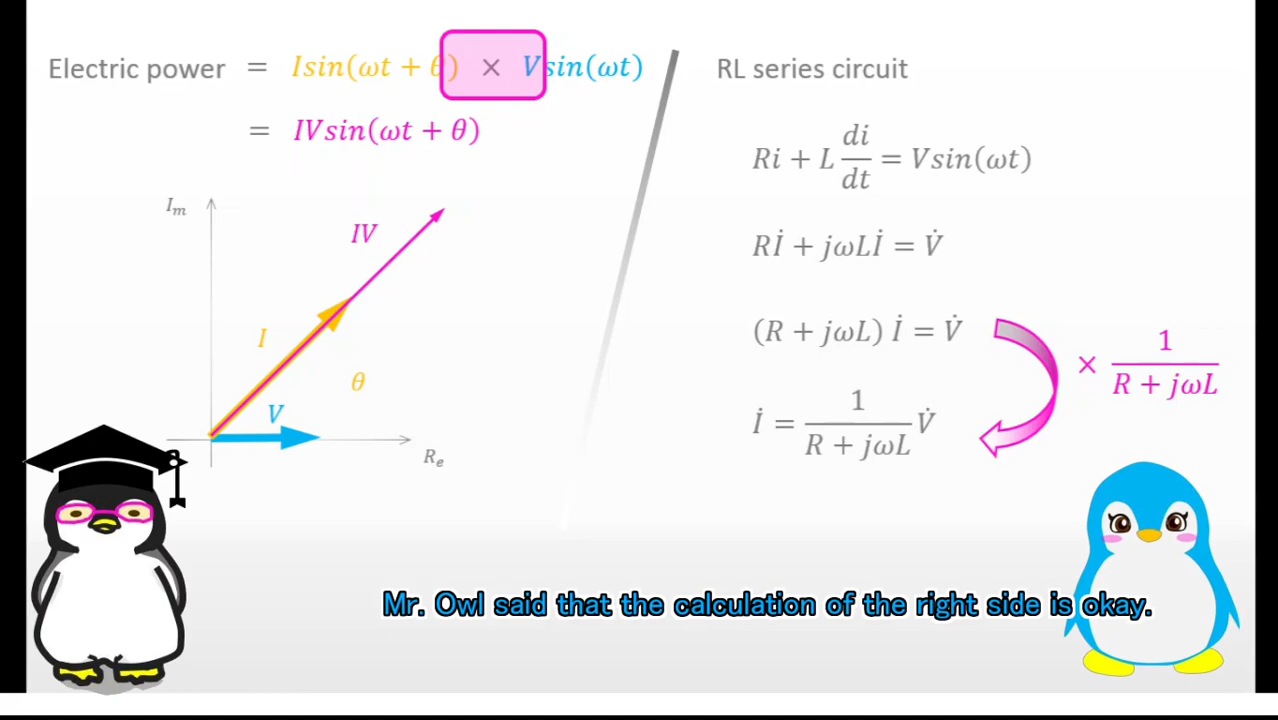 Electric power = Isin(ωt + θ) × Vsin(ωt)
= IVsin(ωt + θ)
Im
IV
I
θ
V
Re
RL series circuit
Ri + L di/dt = Vsin(ωt)
Rİ + jωLİ = V̇
(R + jωL) İ = V̇
× 1/(R + jωL)
İ = 1/(R + jωL) V̇
Mr. Owl said that the calculation of the right side is okay.